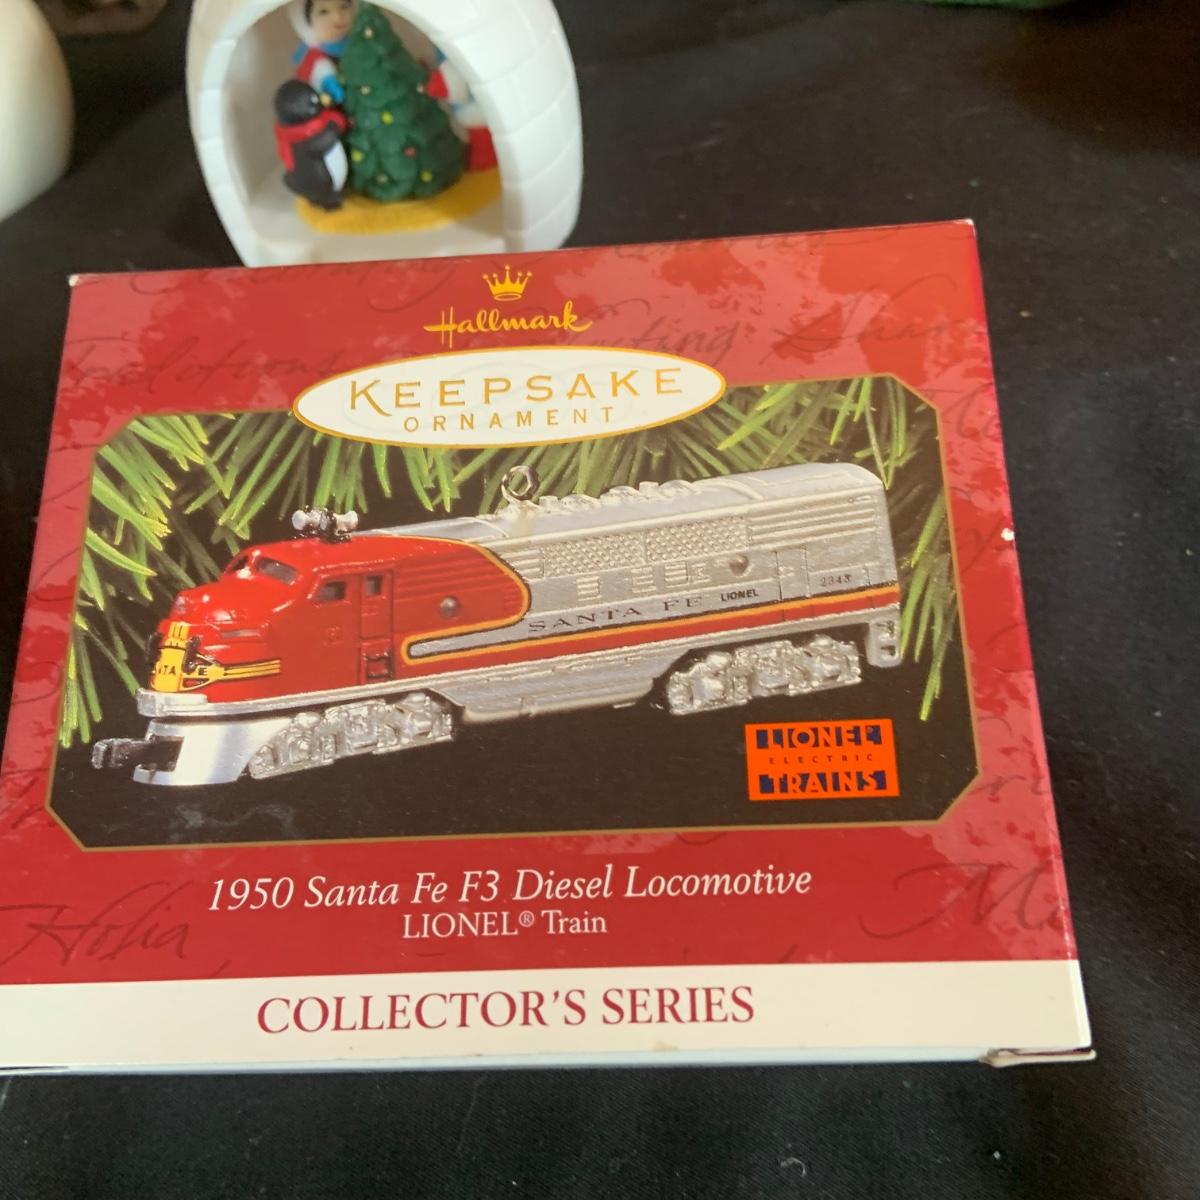 Hallmark
KEEPSAKE
ORNAMENT
2343
SANTA FE LIONEL
LIONEL
ELECTRIC
TRAINS
1950 Santa Fe F3 Diesel Locomotive
LIONEL® Train
Holia
COLLECTOR'S SERIES